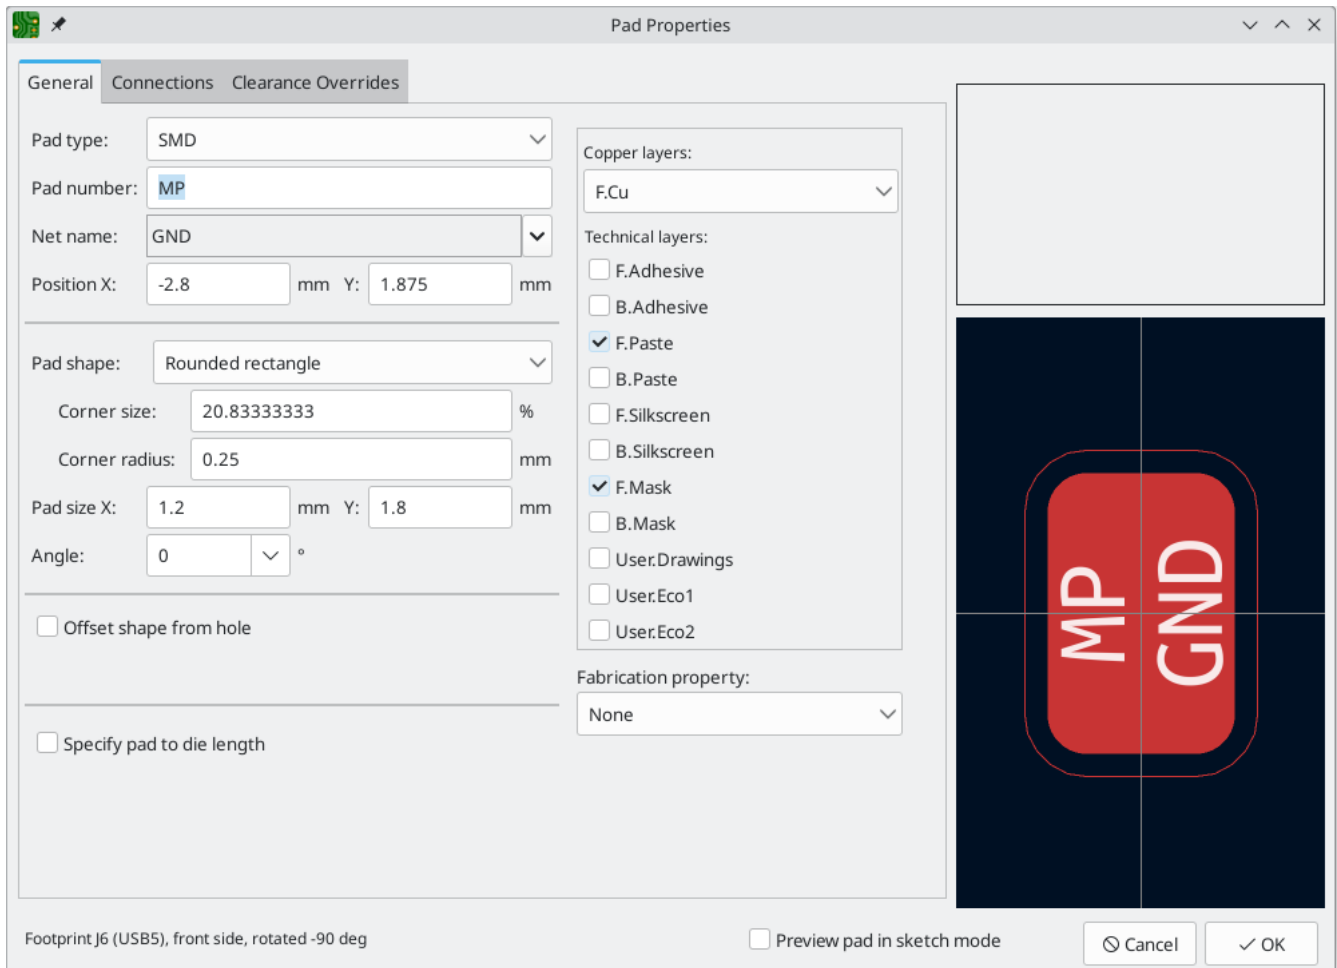 Pad Properties
General Connections Clearance Overrides
Pad type: SMD
Pad number: MP
Net name: GND
Position X: -2.8 mm Y: 1.875 mm
Pad shape: Rounded rectangle
Corner size: 20.83333333 %
Corner radius: 0.25 mm
Pad size X: 1.2 mm Y: 1.8 mm
Angle: 0 °
Offset shape from hole
Specify pad to die length
Copper layers:
F.Cu
Technical layers:
F.Adhesive
B.Adhesive
F.Paste
B.Paste
F.Silkscreen
B.Silkscreen
F.Mask
B.Mask
User.Drawings
User.Eco1
User.Eco2
Fabrication property:
None
MP
GND
Footprint J6 (USB5), front side, rotated -90 deg
Preview pad in sketch mode
Cancel
OK